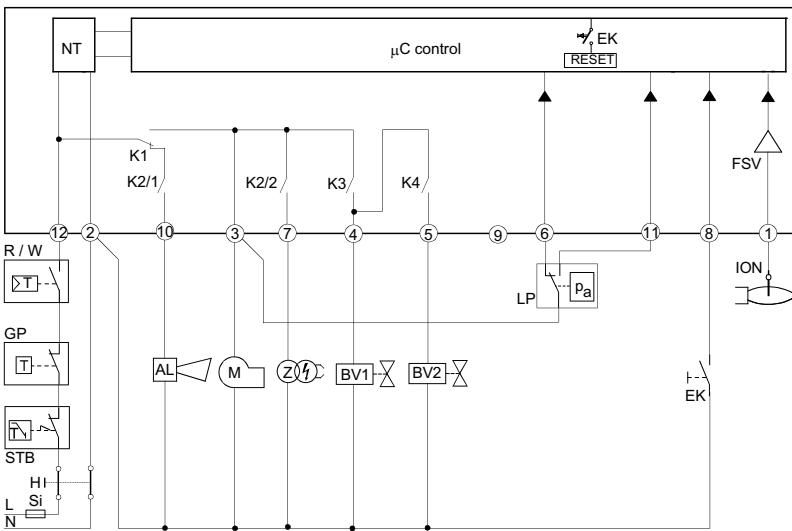 NT
μC control
EK
RESET
K1
K2/1
K2/2
K3
K4
FSV
12
2
10
3
7
4
5
9
6
11
8
1
R / W
T
GP
T
STB
T
LP
pa
ION
AL
M
Z
BV1
BV2
EK
H
Si
L
N